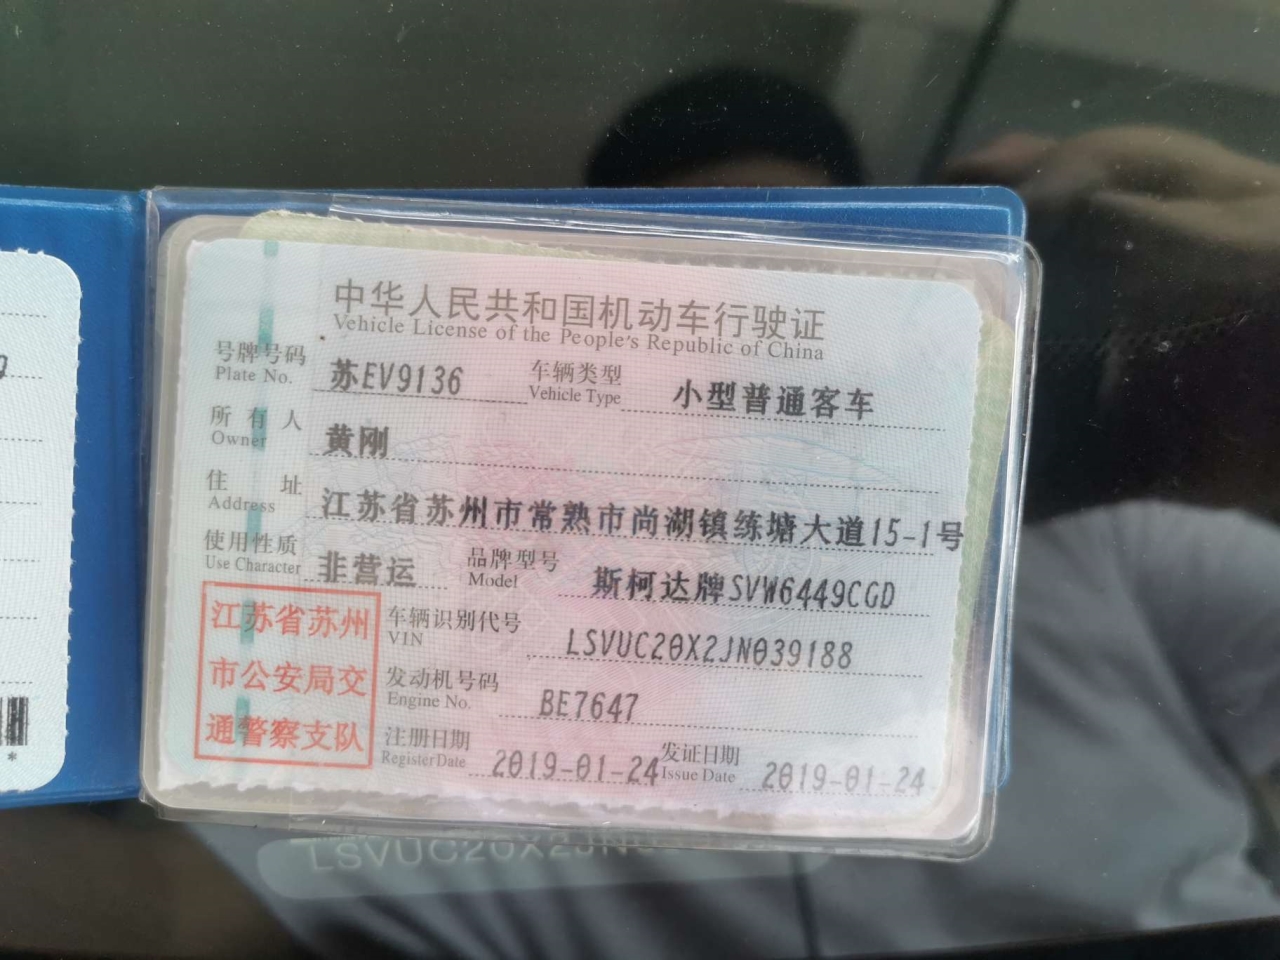 中华人民共和国机动车行驶证
Vehicle License of the People's Republic of China
号牌号码 苏EV9136 车辆类型 小型普通客车
Plate No. Vehicle Type
所有人 黄刚
Owner
住址 江苏省苏州市常熟市尚湖镇练塘大道15-1号
Address
使用性质 非营运 品牌型号 斯柯达牌SVW6449CGD
Use Character Model
江苏省苏州
市公安局交
通警察支队
车辆识别代号 LSVUC20X2JN039188
VIN
发动机号码 BE7647
Engine No.
注册日期 2019-01-24 发证日期 2019-01-24
Register Date Issue Date
*
LSVUC20X2JN0